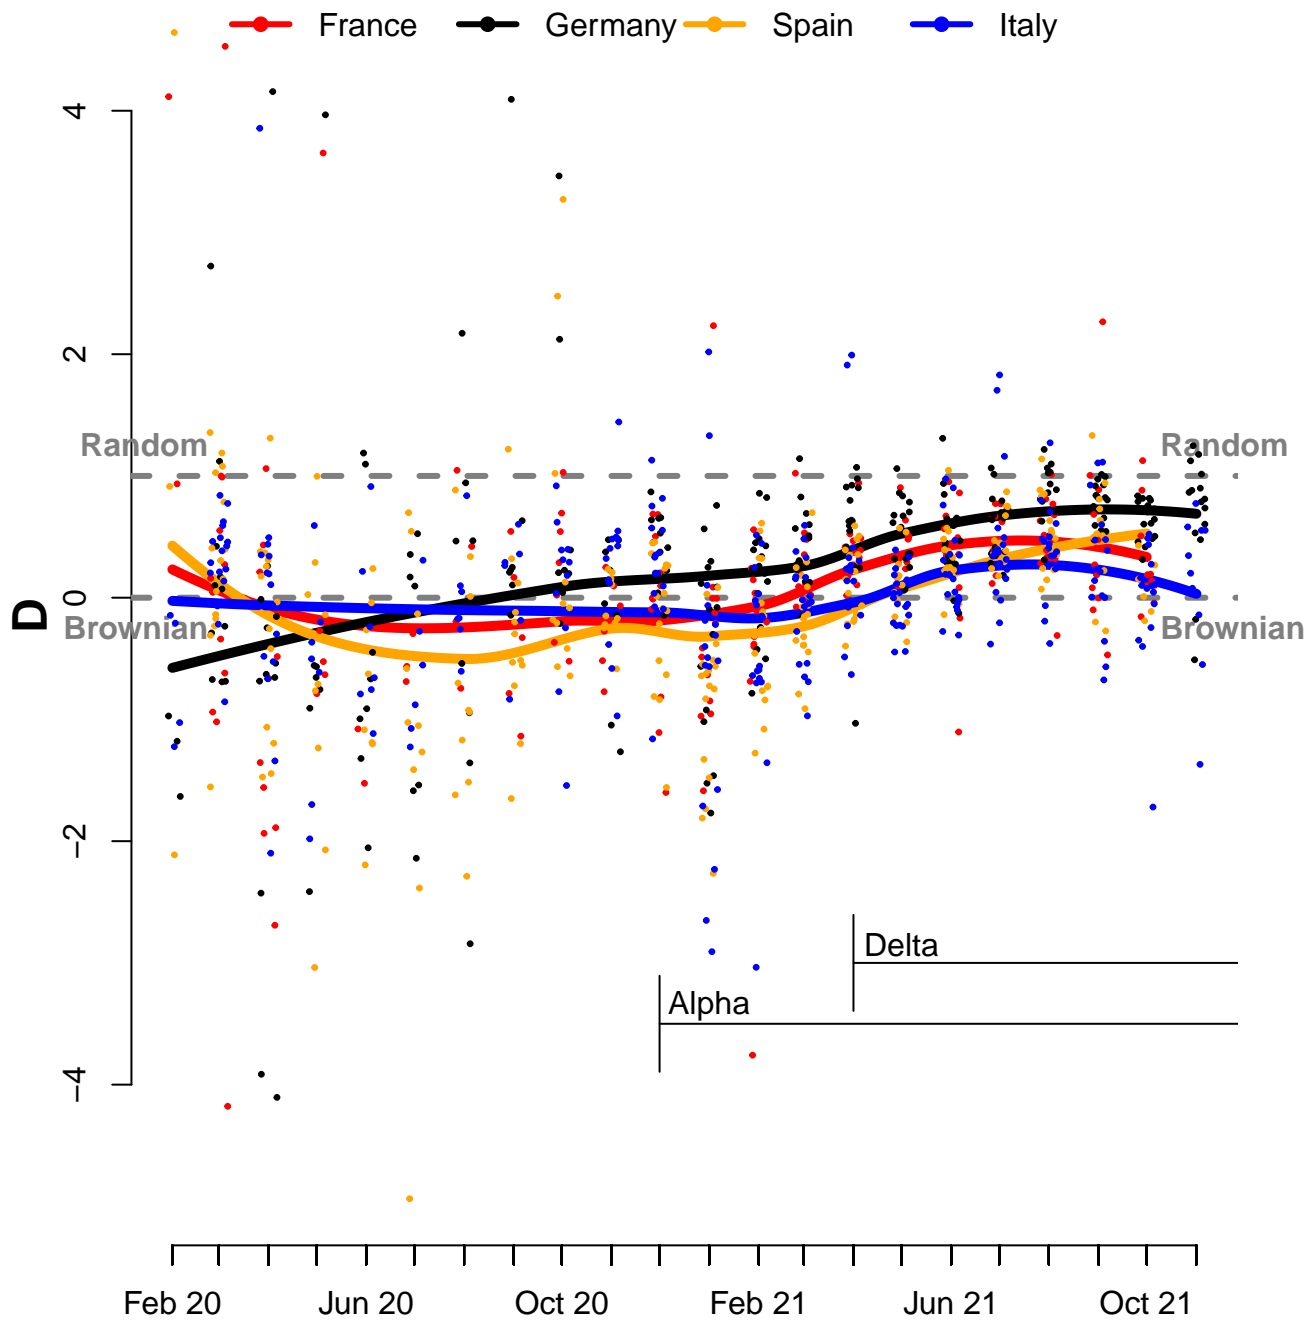 France Germany Spain Italy
4
2
0
−2
−4
D
Random Random
Brownian Brownian
Delta
Alpha
Feb 20 Jun 20 Oct 20 Feb 21 Jun 21 Oct 21